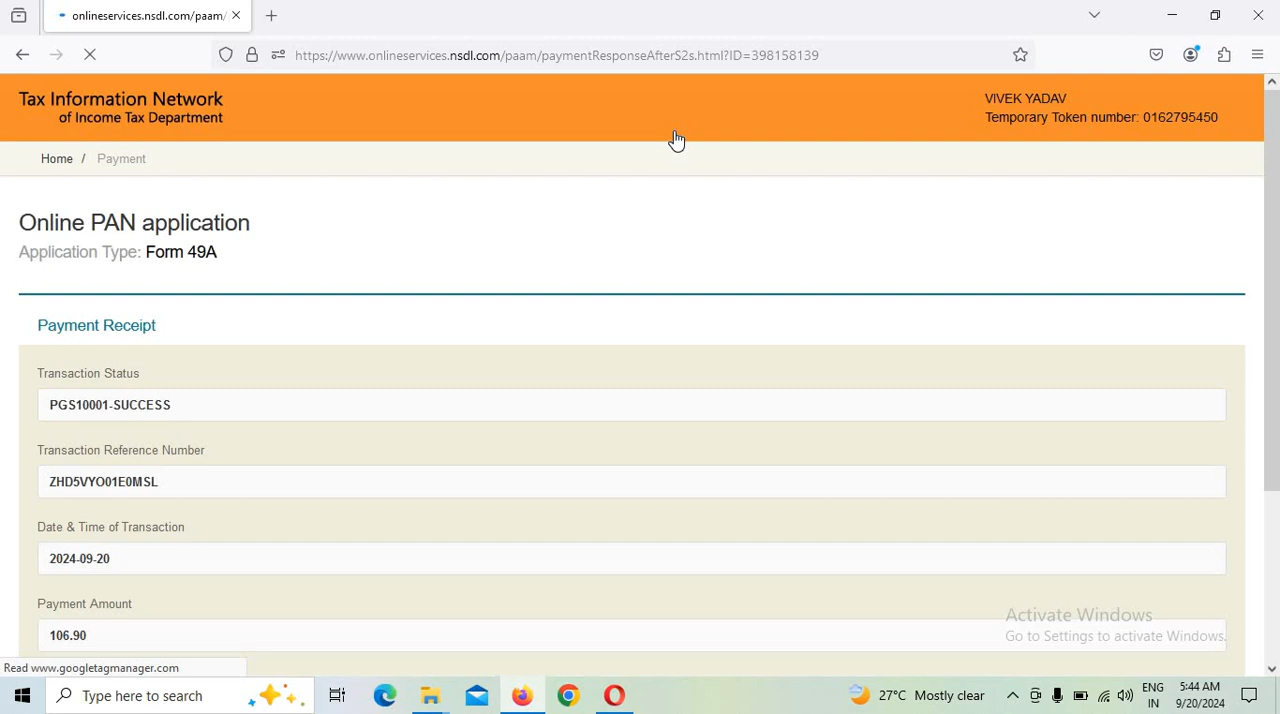 onlineservices.nsdl.com/paam/
https://www.onlineservices.nsdl.com/paam/paymentResponseAfterS2s.html?ID=398158139
Tax Information Network
of Income Tax Department
VIVEK YADAV
Temporary Token number: 0162795450
Home / Payment
Online PAN application
Application Type: Form 49A
Payment Receipt
Transaction Status
PGS10001-SUCCESS
Transaction Reference Number
ZHD5VYO01E0MSL
Date & Time of Transaction
2024-09-20
Payment Amount
106.90
Activate Windows
Go to Settings to activate Windows.
Read www.googletagmanager.com
Type here to search
27°C Mostly clear
ENG
IN
5:44 AM
9/20/2024